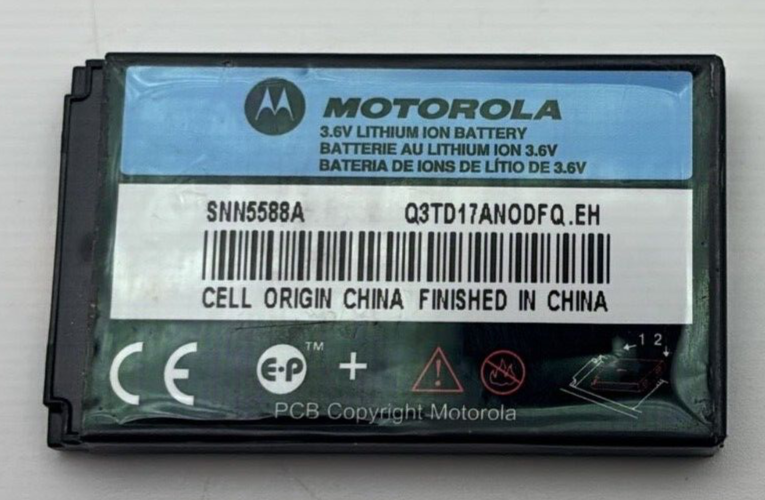 MOTOROLA
3.6V LITHIUM ION BATTERY
BATTERIE AU LITHIUM ION 3.6V
BATERIA DE IONS DE LÍTIO DE 3.6V
SNN5588A Q3TD17ANODFQ.EH
CELL ORIGIN CHINA FINISHED IN CHINA
CE E·P™ + 1 2
PCB Copyright Motorola